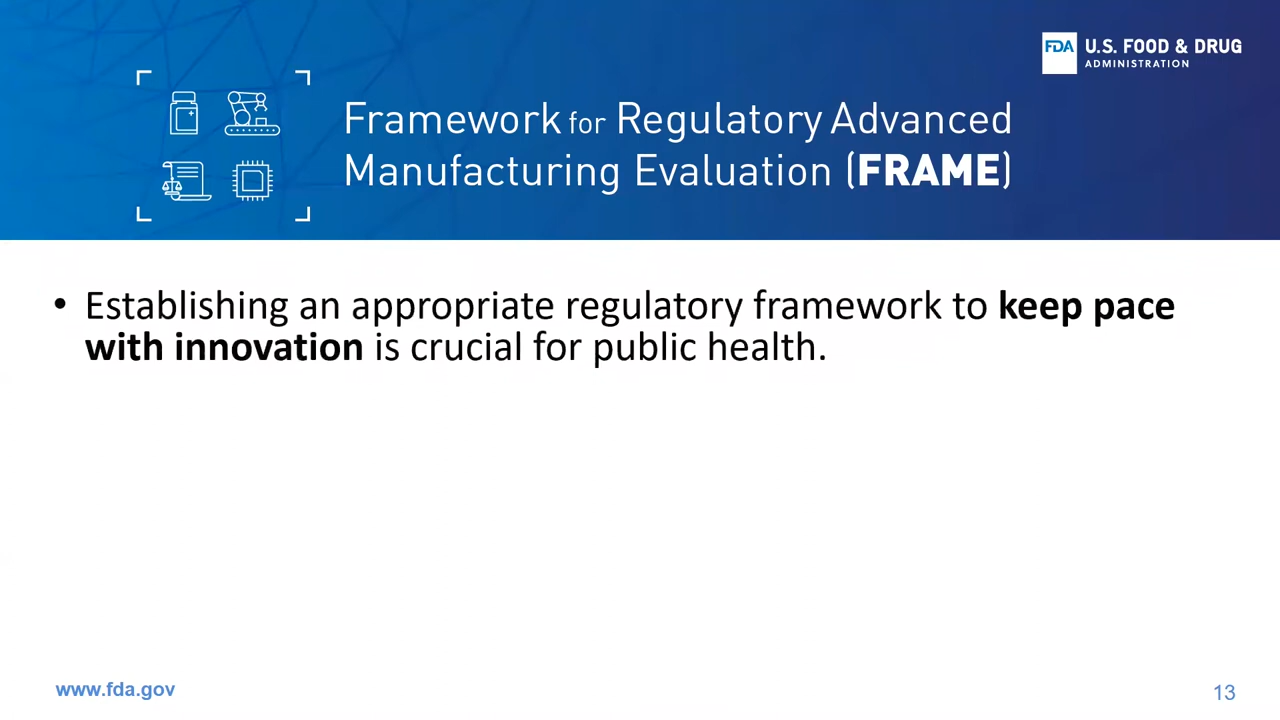 FDA U.S. FOOD & DRUG
ADMINISTRATION
Framework for Regulatory Advanced
Manufacturing Evaluation (FRAME)
• Establishing an appropriate regulatory framework to keep pace
with innovation is crucial for public health.
www.fda.gov
13